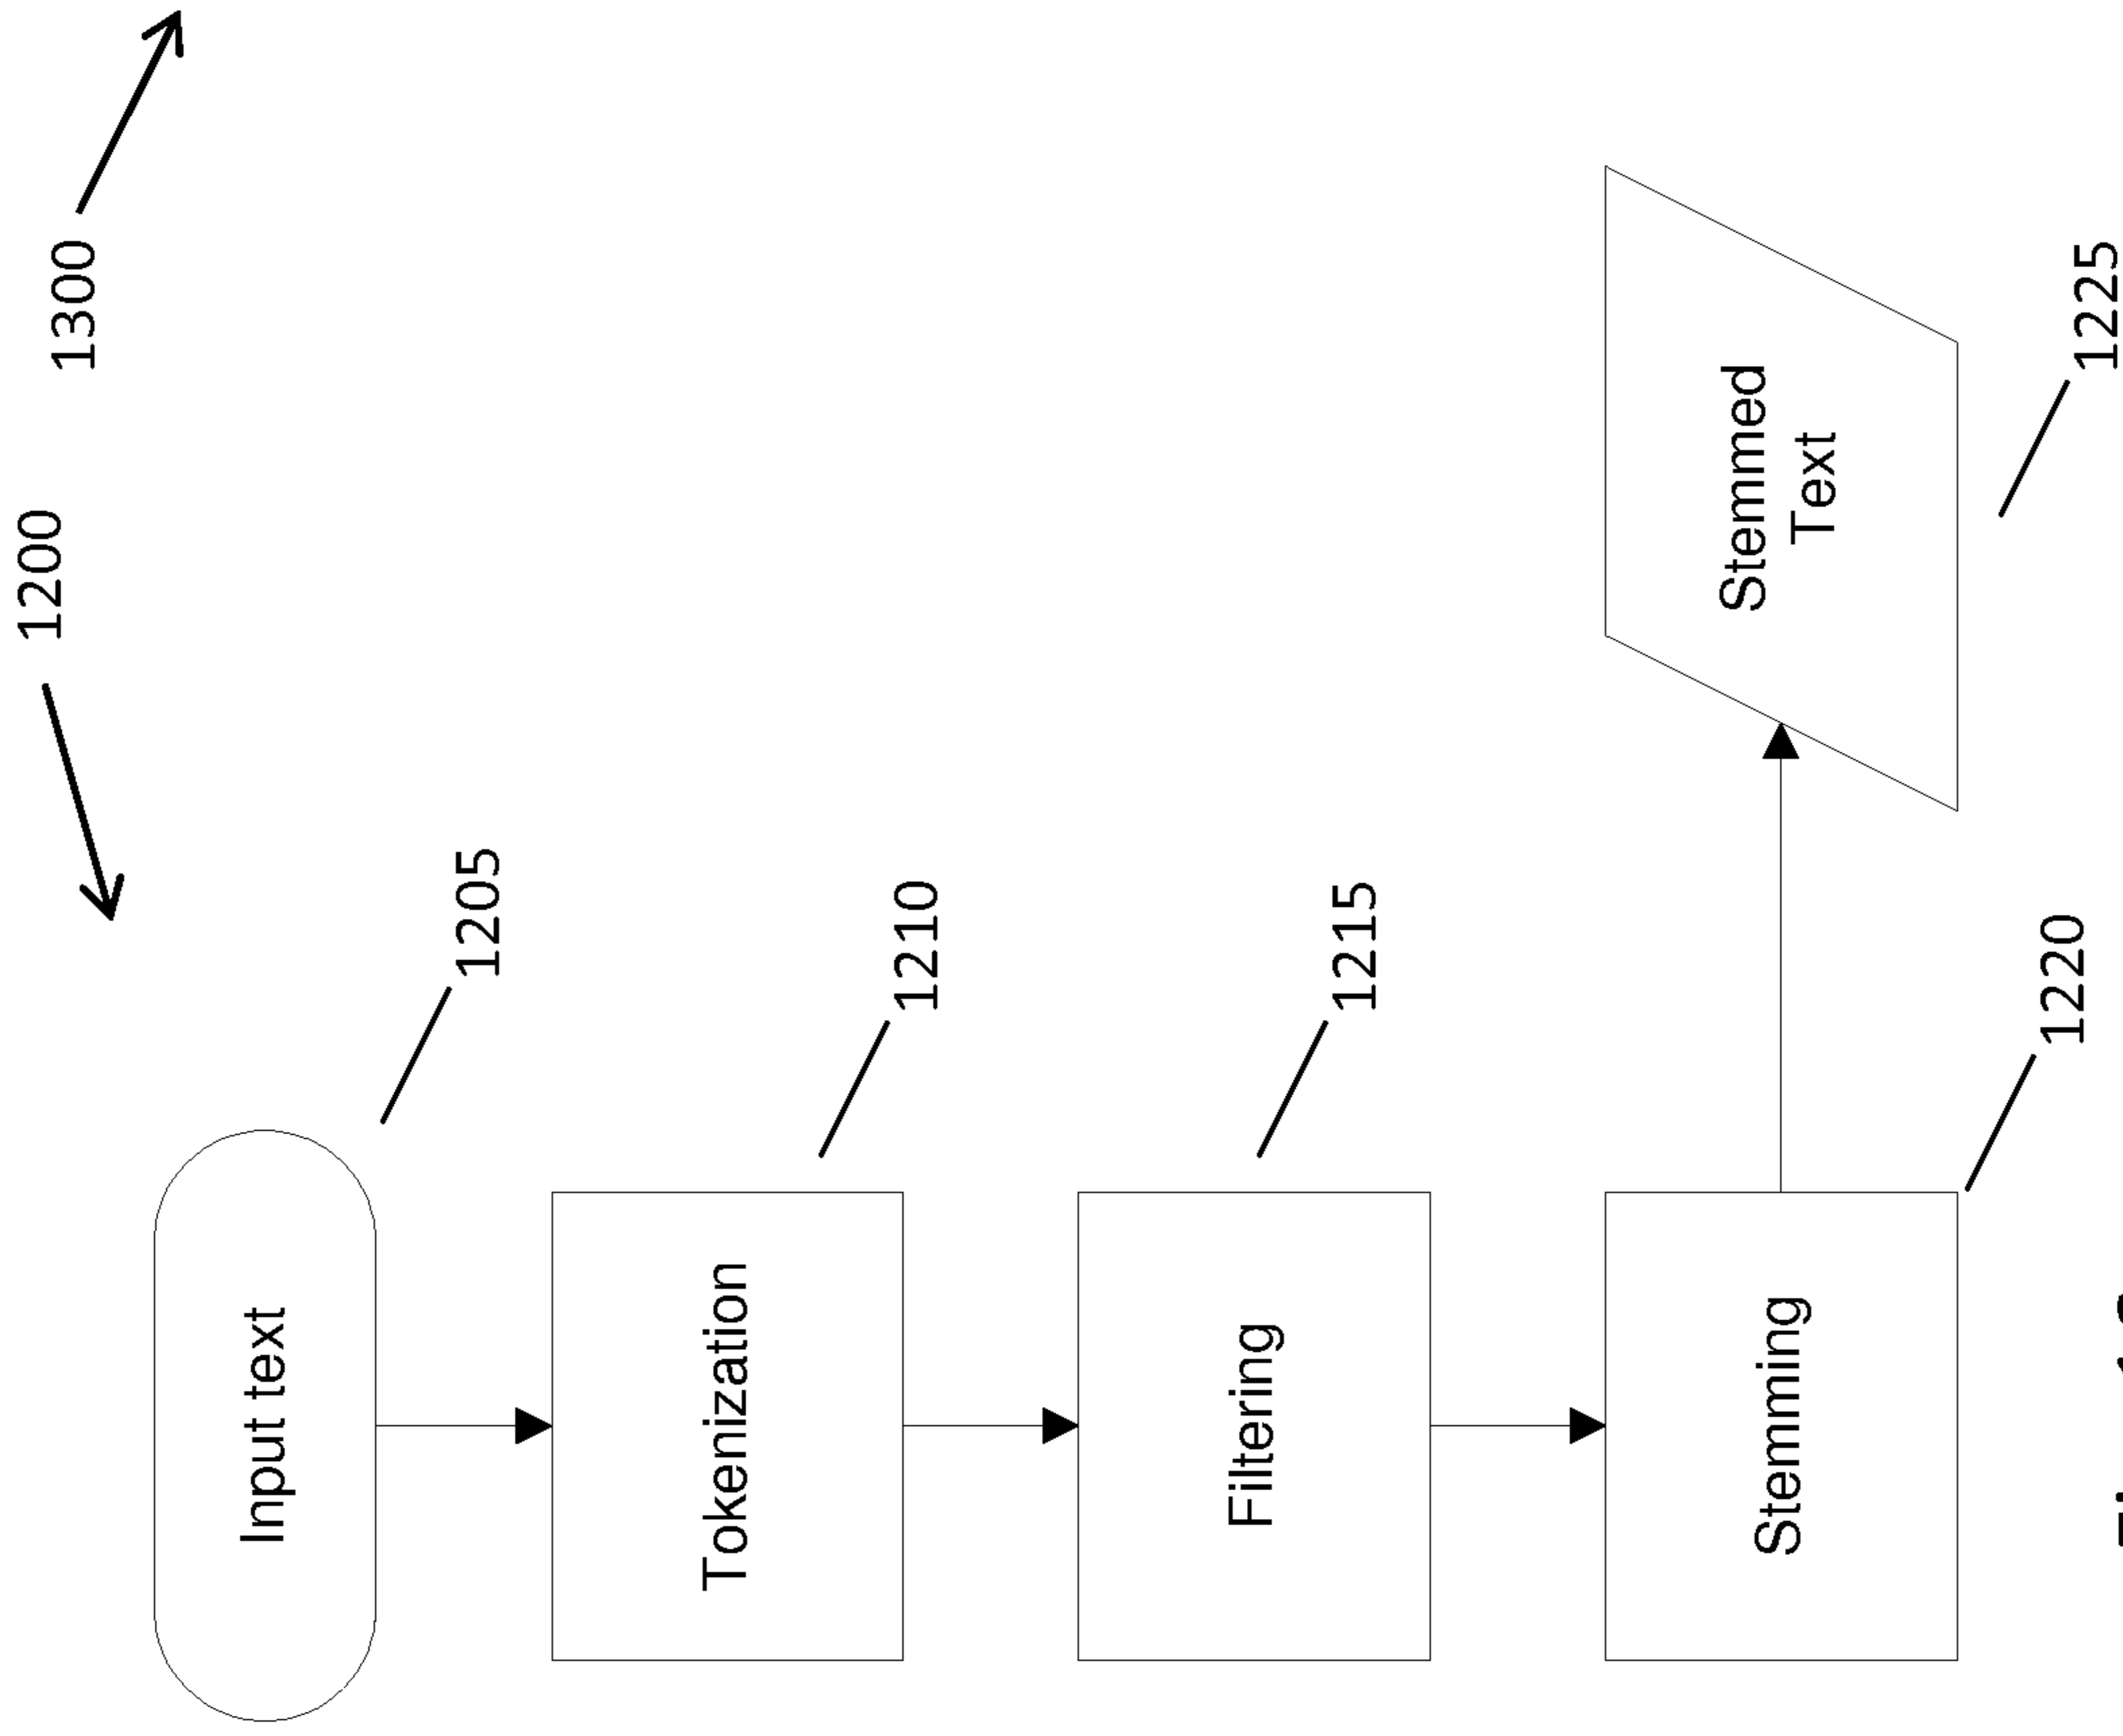 1200
1300
Input text
1205
Tokenization
1210
Filtering
1215
Stemming
1220
Stemmed
Text
1225